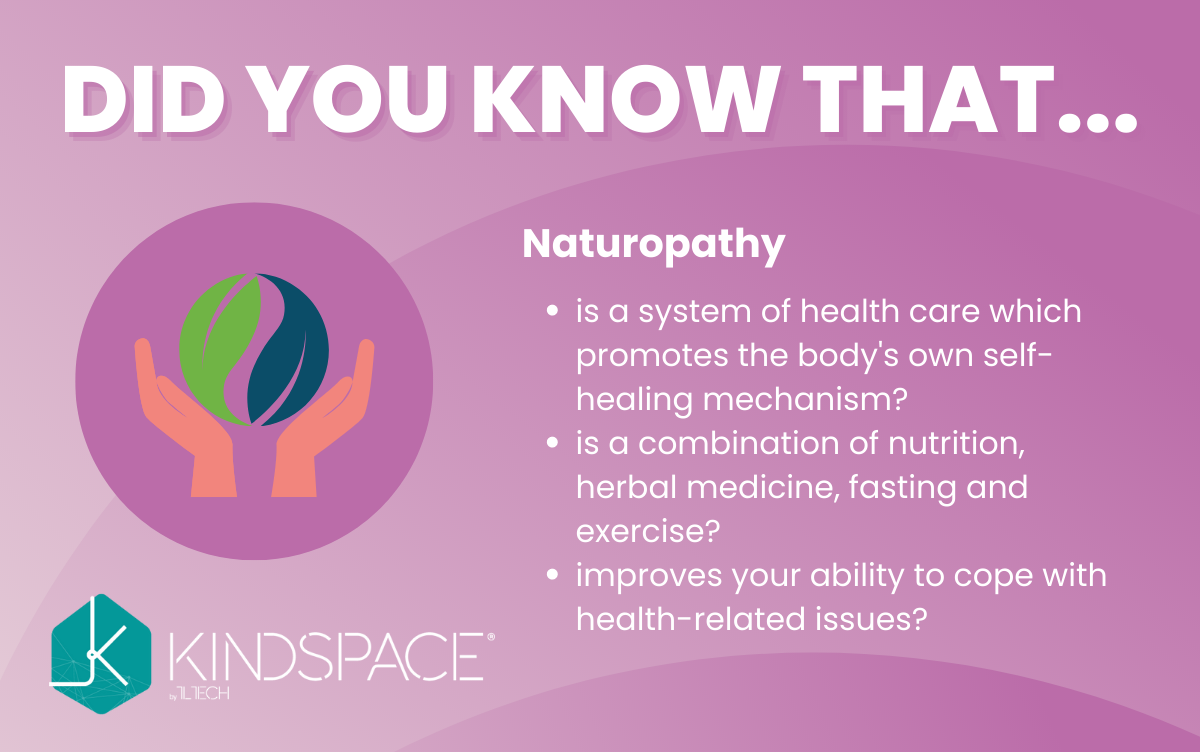 DID YOU KNOW THAT...
Naturopathy
• is a system of health care which
promotes the body's own self-
healing mechanism?
• is a combination of nutrition,
herbal medicine, fasting and
exercise?
• improves your ability to cope with
health-related issues?
KINDSPACE®
by TLTECH